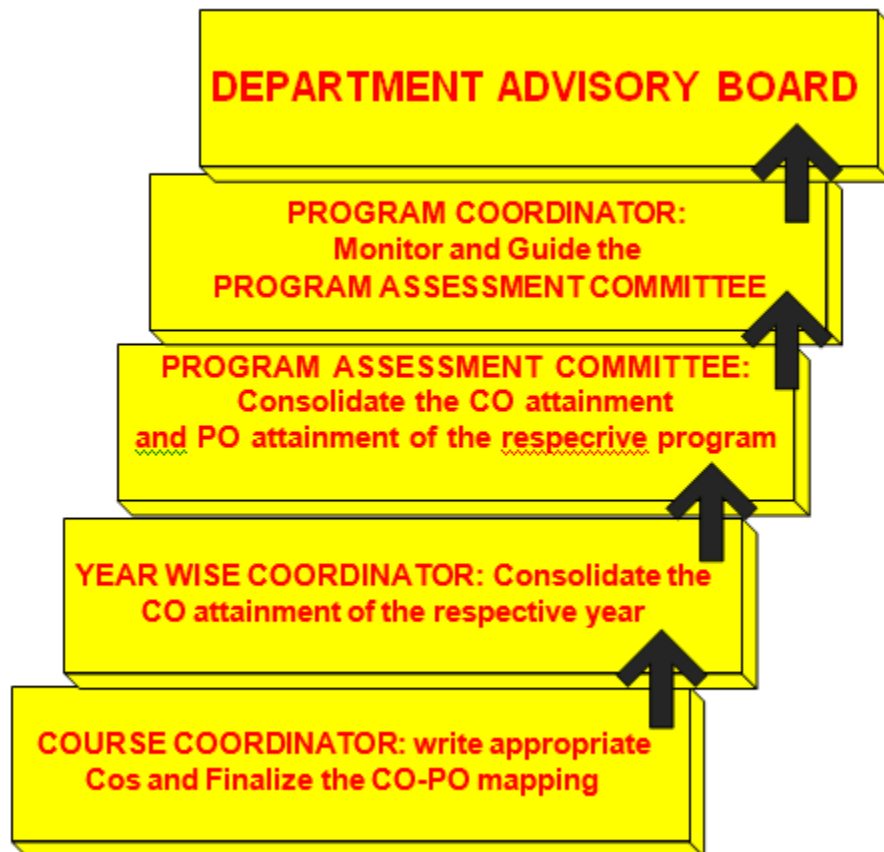 DEPARTMENT ADVISORY BOARD
PROGRAM COORDINATOR:
Monitor and Guide the
PROGRAM ASSESSMENT COMMITTEE
PROGRAM ASSESSMENT COMMITTEE:
Consolidate the CO attainment
and PO attainment of the respecrive program
YEAR WISE COORDINATOR: Consolidate the
CO attainment of the respective year
COURSE COORDINATOR: write appropriate
Cos and Finalize the CO-PO mapping